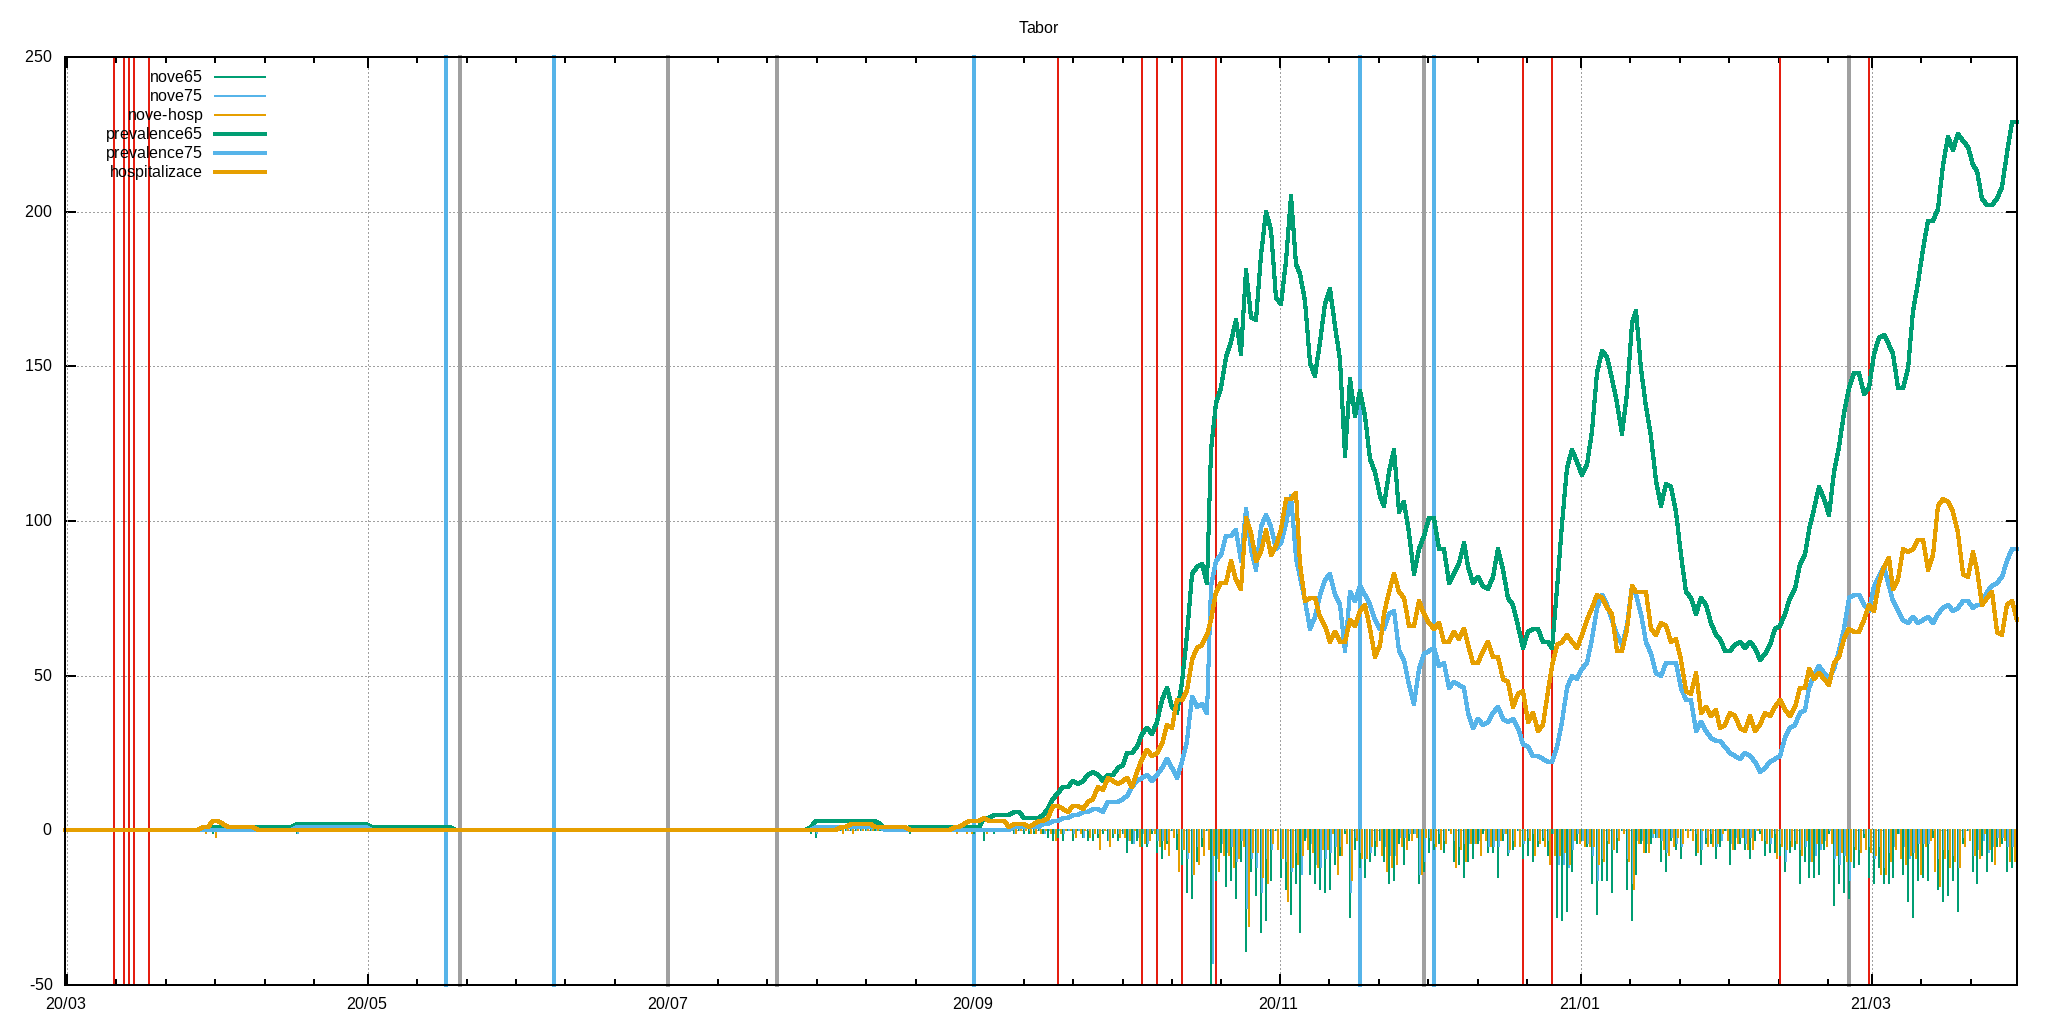 Tabor
250
nove65
nove75
nove-hosp
prevalence65
prevalence75
hospitalizace
200
150
100
50
0
-50
20/03 20/05 20/07 20/09 20/11 21/01 21/03